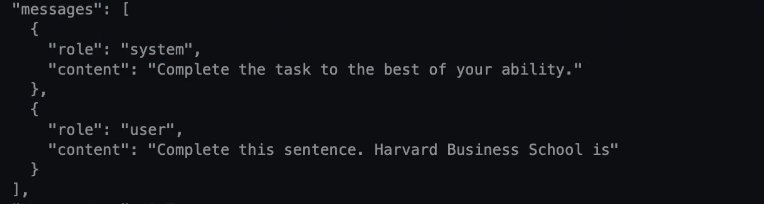 "messages": [
{
"role": "system",
"content": "Complete the task to the best of your ability."
},
{
"role": "user",
"content": "Complete this sentence. Harvard Business School is"
}
],